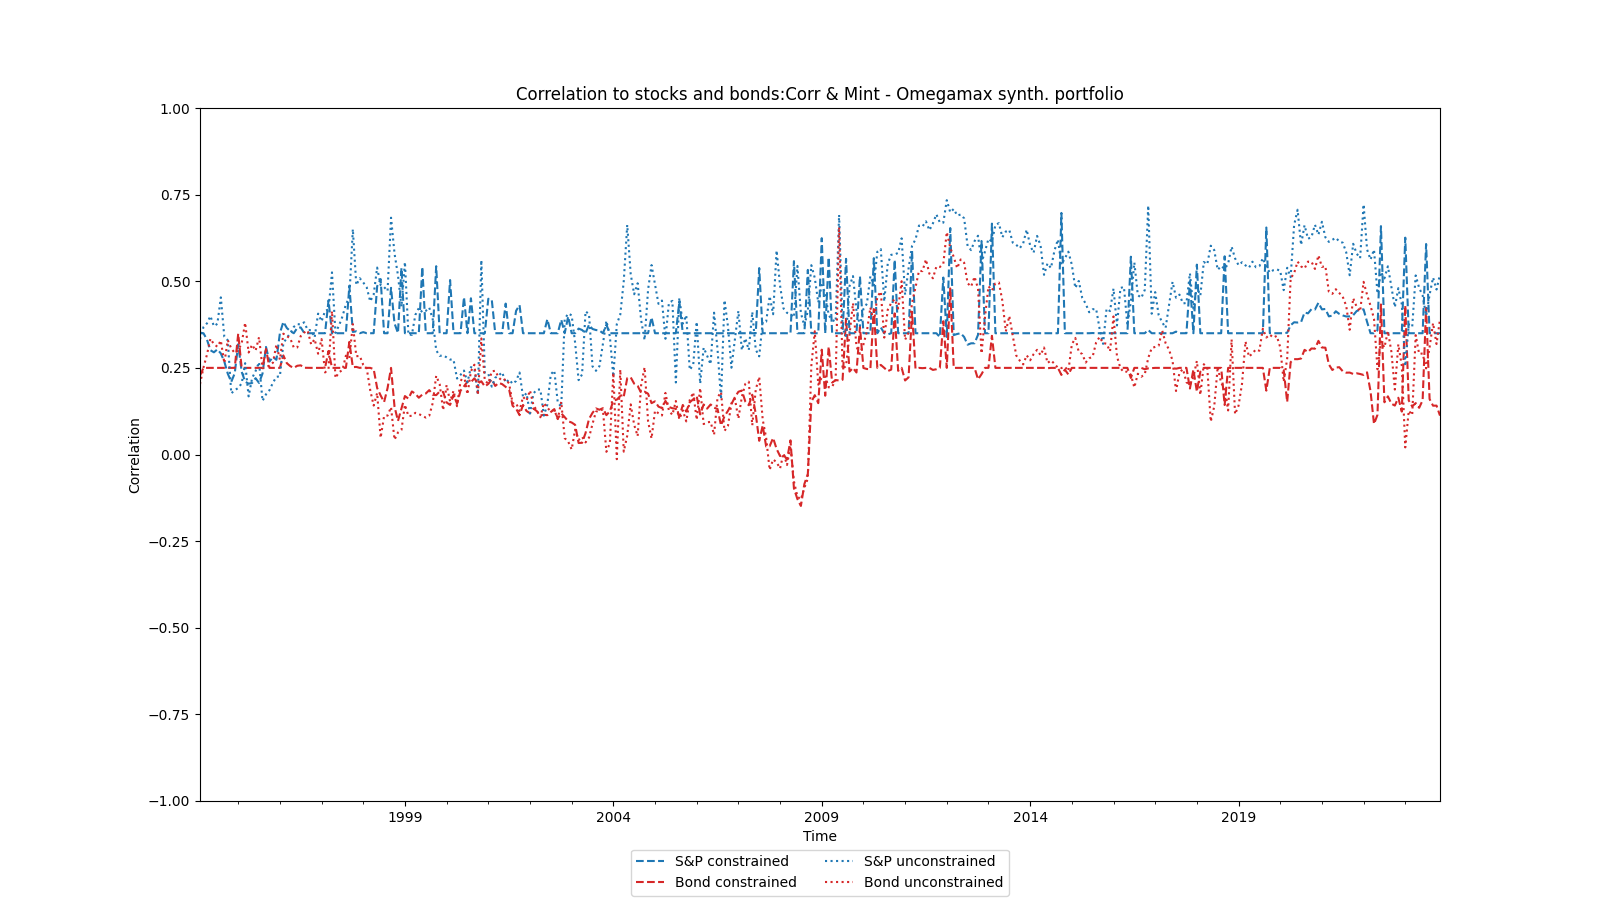 Correlation to stocks and bonds:Corr & Mint - Omegamax synth. portfolio
1.00
0.75
0.50
0.25
0.00
−0.25
−0.50
−0.75
−1.00
Correlation
1999 2004 2009 2014 2019
Time
S&P constrained S&P unconstrained
Bond constrained Bond unconstrained